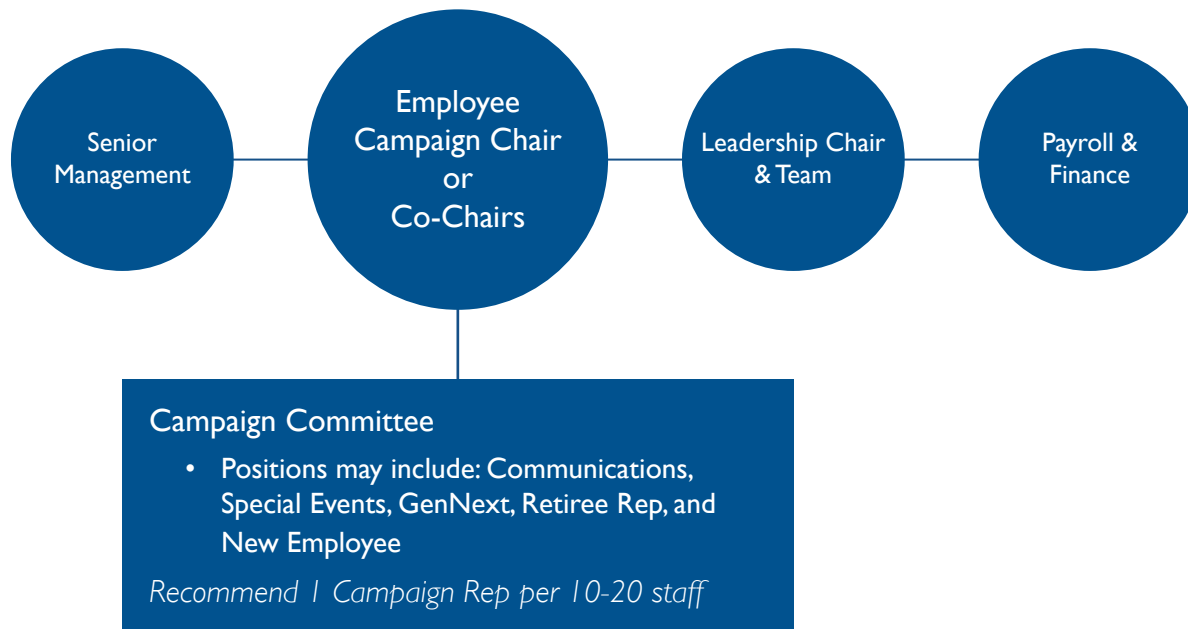 Senior
Management
Employee
Campaign Chair
or
Co-Chairs
Leadership Chair
& Team
Payroll &
Finance
Campaign Committee
• Positions may include: Communications,
Special Events, GenNext, Retiree Rep, and
New Employee
Recommend 1 Campaign Rep per 10-20 staff